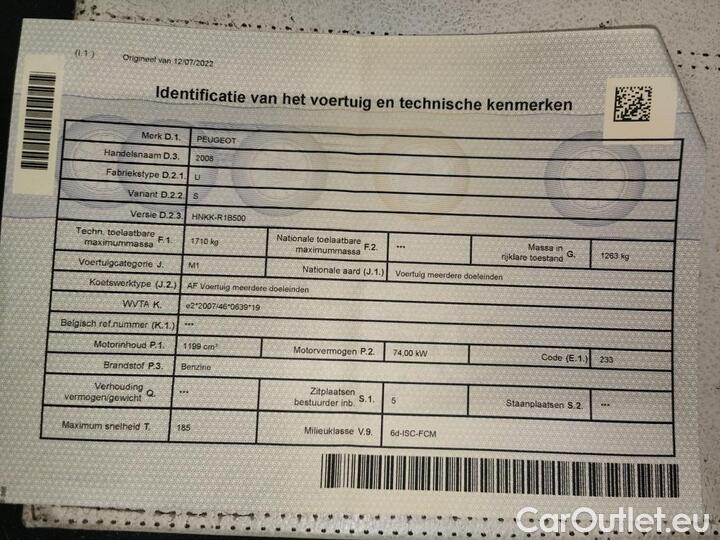 (I.1.)
Origineel van 12/07/2022
Identificatie van het voertuig en technische kenmerken
Merk D.1. PEUGEOT
Handelsnaam D.3. 2008
Fabriekstype D.2.1. U
Variant D.2.2. S
Versie D.2.3. HNKK-R1B500
Techn. toelaatbare maximummassa F.1. 1710 kg Nationale toelaatbare maximummassa F.2. *** Massa in rijklare toestand G. 1263 kg
Voertuigcategorie J. M1 Nationale aard (J.1.) Voertuig meerdere doeleinden
Koetswerktype (J.2.) AF Voertuig meerdere doeleinden
WVTA K. e2*2007/46*0639*19
Belgisch ref.nummer (K.1.) ***
Motorinhoud P.1. 1199 cm³ Motorvermogen P.2. 74,00 kW Code (E.1.) 233
Brandstof P.3. Benzine
Verhouding vermogen/gewicht Q. *** Zitplaatsen bestuurder inb. S.1. 5 Staanplaatsen S.2. ***
Maximum snelheid T. 185 Milieuklasse V.9. 6d-ISC-FCM
CarOutlet.eu